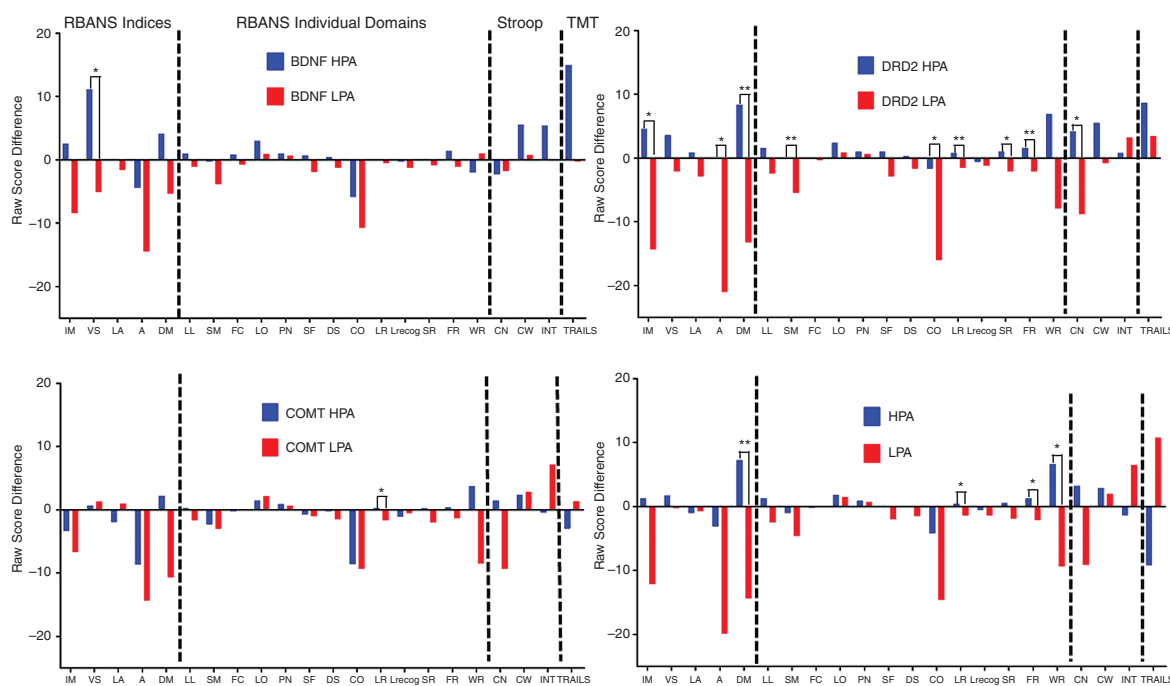 RBANS Indices RBANS Individual Domains Stroop TMT
20
10
0
−10
−20
Raw Score Difference
BDNF HPA
BDNF LPA
*
IM VS LA A DM LL SM FC LO PN SF DS CO LR Lrecog SR FR WR CN CW INT TRAILS
20
10
0
−10
−20
Raw Score Difference
DRD2 HPA
DRD2 LPA
* * ** ** * ** * ** *
IM VS LA A DM LL SM FC LO PN SF DS CO LR Lrecog SR FR WR CN CW INT TRAILS
20
10
0
−10
−20
Raw Score Difference
COMT HPA
COMT LPA
*
IM VS LA A DM LL SM FC LO PN SF DS CO LR Lrecog SR FR WR CN CW INT TRAILS
20
10
0
−10
−20
Raw Score Difference
HPA
LPA
** * * *
IM VS LA A DM LL SM FC LO PN SF DS CO LR Lrecog SR FR WR CN CW INT TRAILS